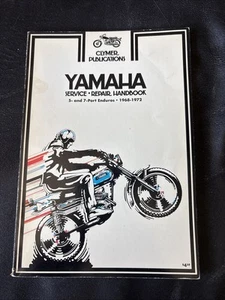 CLYMER
PUBLICATIONS
YAMAHA
SERVICE • REPAIR HANDBOOK
5- and 7-Port Enduros • 1968-1972